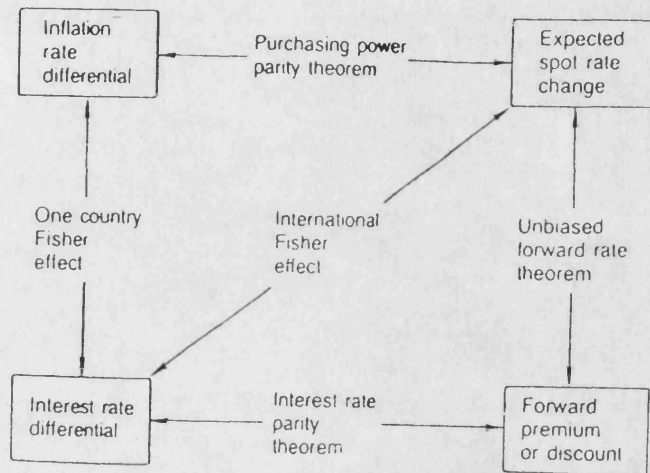 Inflation
rate
differential
Purchasing power
parity theorem
Expected
spot rate
change
One country
Fisher
effect
International
Fisher
effect
Unbiased
forward rate
theorem
Interest rate
differential
Interest rate
parity
theorem
Forward
premium
or discount